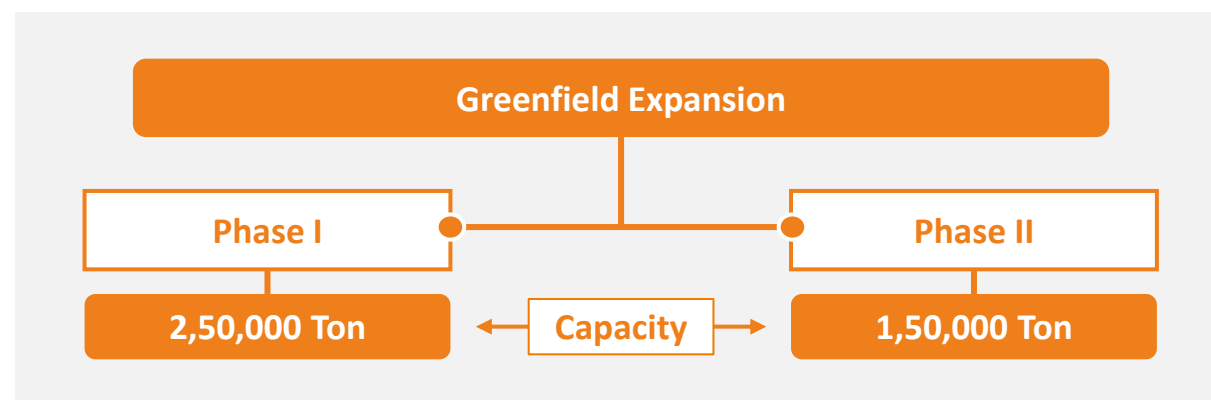 Greenfield Expansion
Phase I
Phase II
2,50,000 Ton
Capacity
1,50,000 Ton